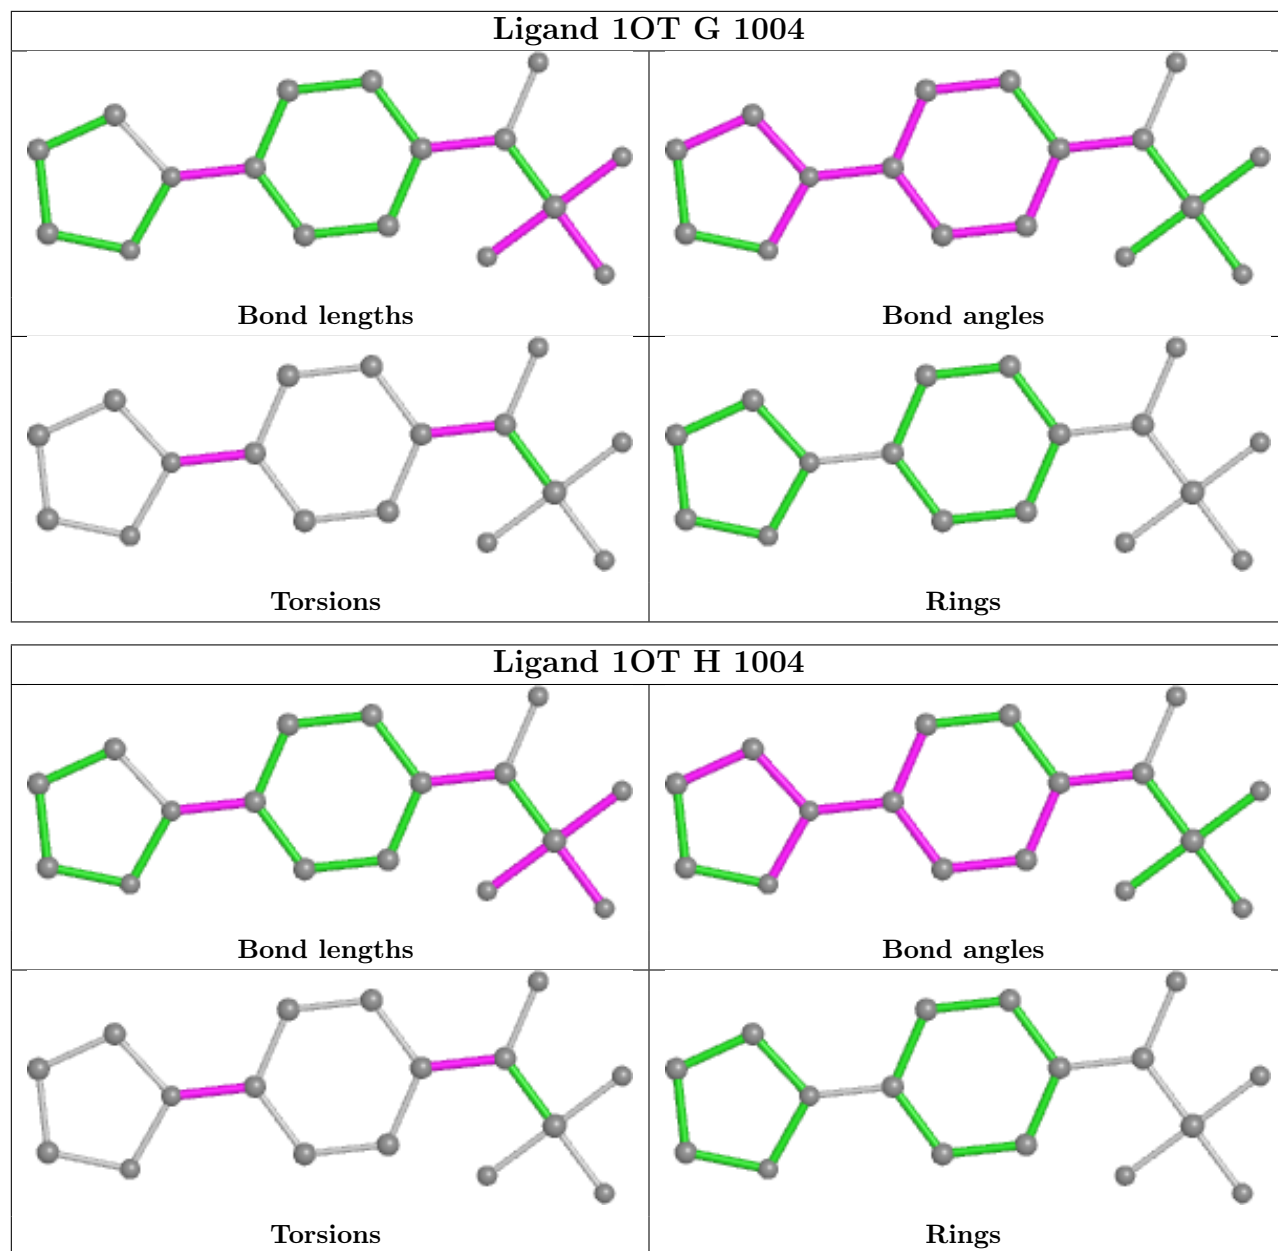 Ligand 1OT G 1004
Bond lengths
Bond angles
Torsions
Rings
Ligand 1OT H 1004
Bond lengths
Bond angles
Torsions
Rings